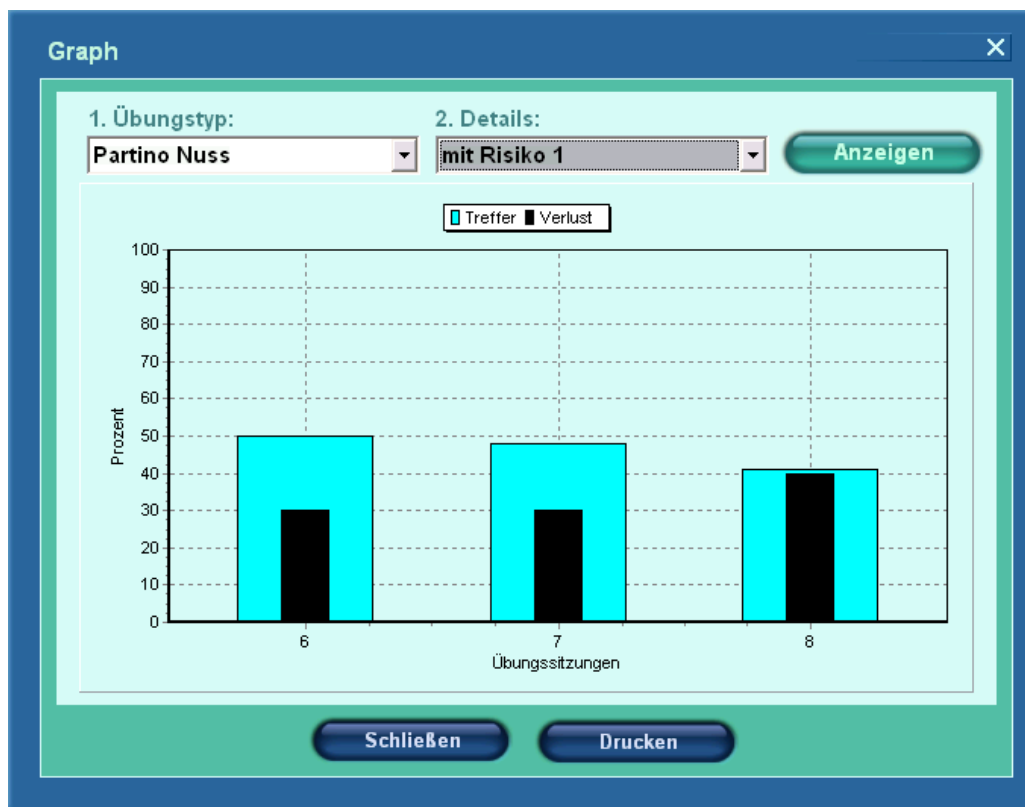 Graph
1. Übungstyp:
2. Details:
Partino Nuss
mit Risiko 1
Anzeigen
Treffer Verlust
100
90
80
70
60
50
40
30
20
10
0
Prozent
6 7 8
Übungssitzungen
Schließen Drucken